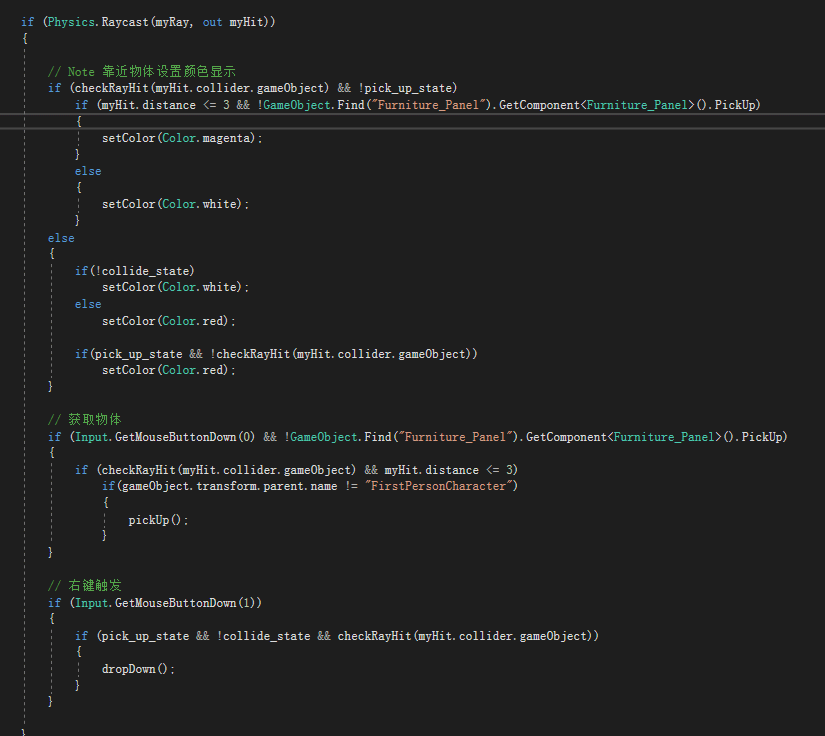 if (Physics.Raycast(myRay, out myHit))
{
// Note 靠近物体设置颜色显示
if (checkRayHit(myHit.collider.gameObject) && !pick_up_state)
if (myHit.distance <= 3 && !GameObject.Find("Furniture_Panel").GetComponent<Furniture_Panel>().PickUp)
{
setColor(Color.magenta);
}
else
{
setColor(Color.white);
}
else
{
if(!collide_state)
setColor(Color.white);
else
setColor(Color.red);
if(pick_up_state && !checkRayHit(myHit.collider.gameObject))
setColor(Color.red);
}
// 获取物体
if (Input.GetMouseButtonDown(0) && !GameObject.Find("Furniture_Panel").GetComponent<Furniture_Panel>().PickUp)
{
if (checkRayHit(myHit.collider.gameObject) && myHit.distance <= 3)
if(gameObject.transform.parent.name != "FirstPersonCharacter")
{
pickUp();
}
}
// 右键触发
if (Input.GetMouseButtonDown(1))
{
if (pick_up_state && !collide_state && checkRayHit(myHit.collider.gameObject))
{
dropDown();
}
}
}